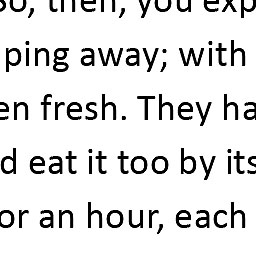 So, then, you exp
ping away; with
en fresh. They ha
d eat it too by its
or an hour, each